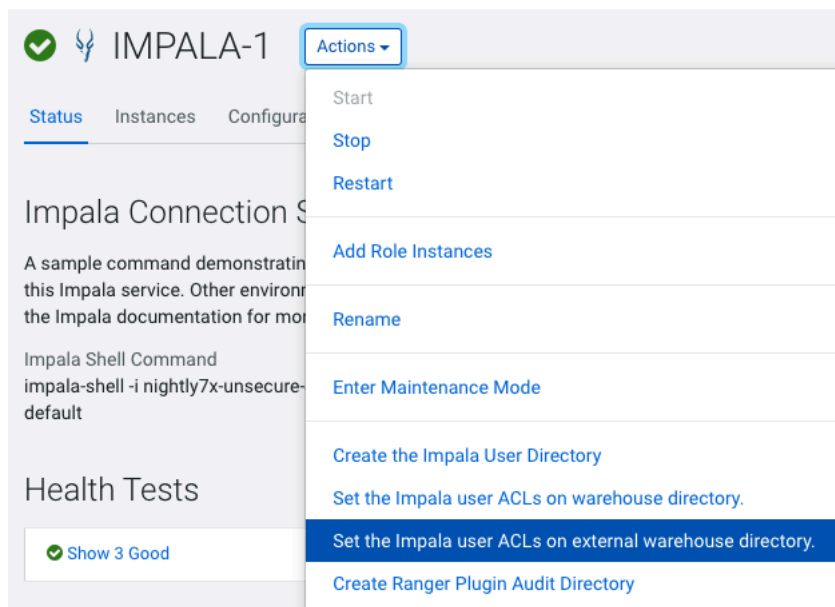 IMPALA-1
Actions
Status Instances Configura
Start
Stop
Restart
Add Role Instances
Rename
Enter Maintenance Mode
Create the Impala User Directory
Set the Impala user ACLs on warehouse directory.
Set the Impala user ACLs on external warehouse directory.
Create Ranger Plugin Audit Directory
Impala Connection S
A sample command demonstratin
this Impala service. Other environr
the Impala documentation for mor
Impala Shell Command
impala-shell -i nightly7x-unsecure-
default
Health Tests
Show 3 Good